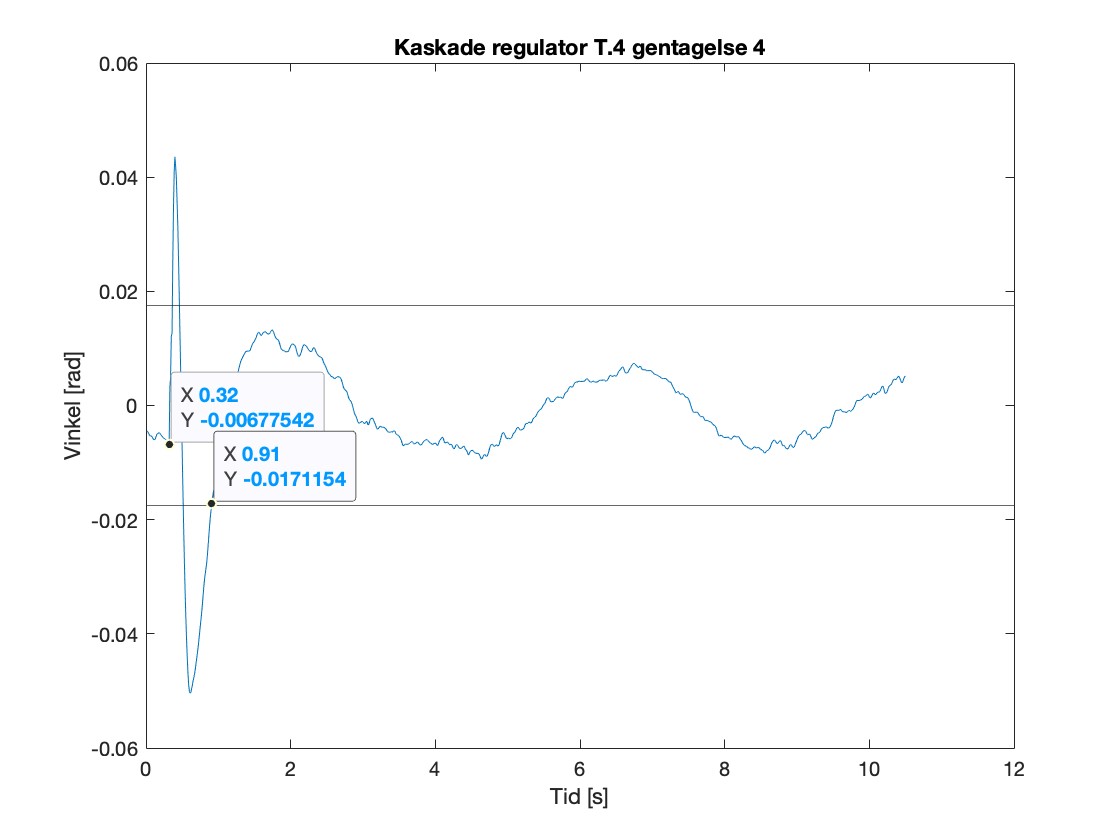 Kaskade regulator T.4 gentagelse 4
0.06
0.04
0.02
0
-0.02
-0.04
-0.06
Vinkel [rad]
X 0.32
Y -0.00677542
X 0.91
Y -0.0171154
0 2 4 6 8 10 12
Tid [s]